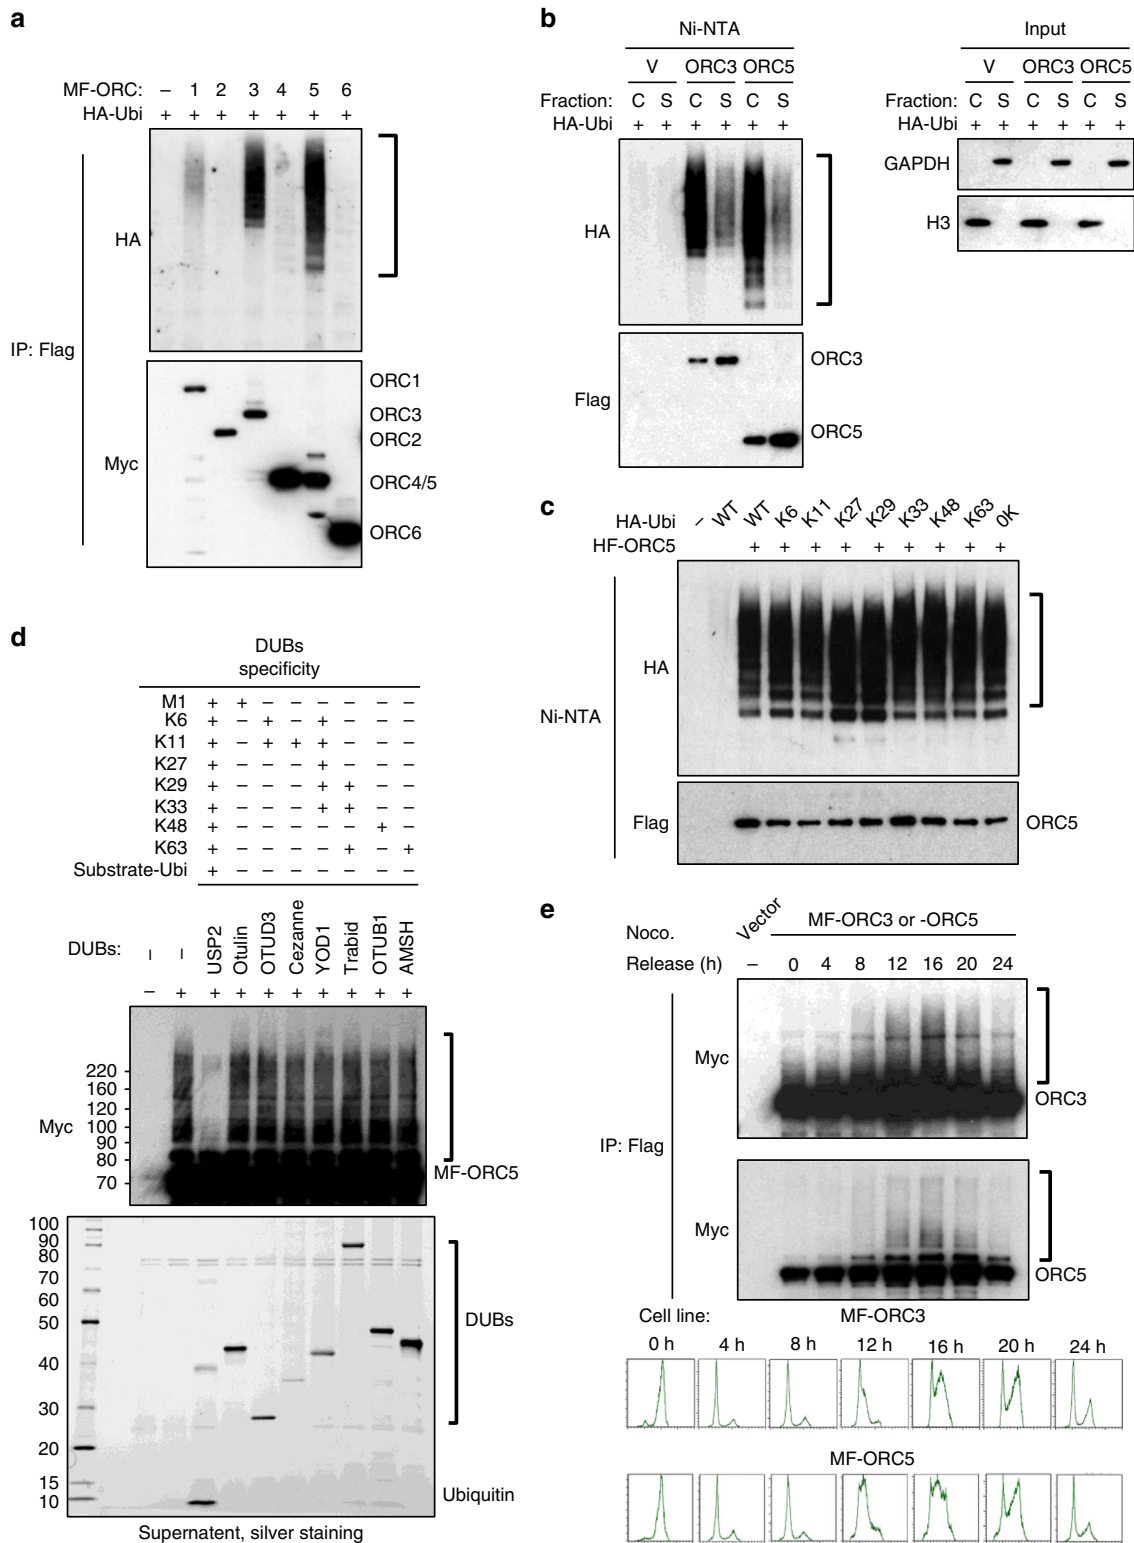 a
MF-ORC: – 1 2 3 4 5 6
HA-Ubi + + + + + + +
HA
IP: Flag
ORC1
ORC3
ORC2
Myc
ORC4/5
ORC6
b
Ni-NTA Input
V ORC3 ORC5 V ORC3 ORC5
Fraction: C S C S C S Fraction: C S C S C S
HA-Ubi + + + + + + HA-Ubi + + + + + +
GAPDH
H3
HA
ORC3
Flag
ORC5
c
HA-Ubi – WT WT K6 K11 K27 K29 K33 K48 K63 0K
HF-ORC5 + + + + + + + + +
HA
Ni-NTA
Flag ORC5
d
DUBs
specificity
M1 + + – – – – – –
K6 + – + – + – – –
K11 + – + + + – – –
K27 + – – – + – – –
K29 + – – – + + – –
K33 + – – – + + – –
K48 + – – – – – + –
K63 + – – – – + – +
Substrate-Ubi + – – – – – – –
DUBs: – – USP2 Otulin OTUD3 Cezanne YOD1 Trabid OTUB1 AMSH
– + + + + + + + + +
220
160
120
Myc 100
90
80
70 MF-ORC5
100
90
80
70
60
50 DUBs
40
30
20
15
10 Ubiquitin
Supernatent, silver staining
e
Noco. Vector MF-ORC3 or -ORC5
Release (h) – 0 4 8 12 16 20 24
Myc
ORC3
IP: Flag
Myc
ORC5
Cell line: MF-ORC3
0 h 4 h 8 h 12 h 16 h 20 h 24 h
MF-ORC5